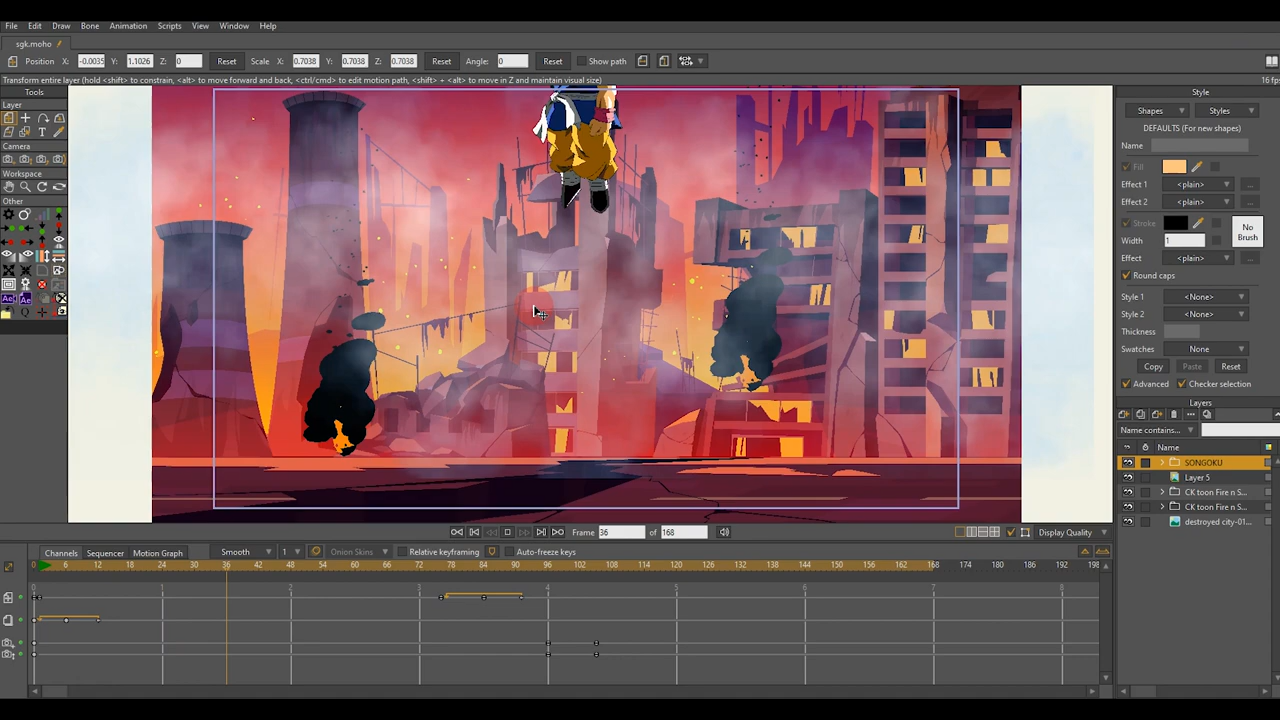 File Edit Draw Bone Animation Scripts View Window Help
sgk.moho
Position X: -0.0035 Y: 1.1026 Z: 0 Reset Scale X: 0.7038 Y: 0.7038 Z: 0.7038 Reset Angle: 0 Reset Show path
Transform entire layer (hold <shift> to constrain, <alt> to move forward and back, <ctrl/cmd> to edit motion path, <shift> + <alt> to move in Z and maintain visual size)
Tools
Layer
Camera
Workspace
Other
Style
Shapes Styles
DEFAULTS (For new shapes)
Name
Fill
Effect 1 <plain> ...
Effect 2 <plain> ...
Stroke
Width 1
No Brush
Effect <plain> ...
Round caps
Style 1 <None>
Style 2 <None>
Thickness
Swatches None
Copy Paste Reset
Advanced Checker selection
Layers
Name contains...
Name
SONGOKU
Layer 5
CK toon Fire n S...
CK toon Fire n S...
destroyed city-01...
Frame 36 of 168 Display Quality
Channels Sequencer Motion Graph Smooth 1 Onion Skins Relative keyframing Auto-freeze keys
0 6 12 18 24 30 36 42 48 54 60 66 72 78 84 90 96 102 108 114 120 126 132 138 144 150 156 162 168 174 180 186 192 198
0 1 2 3 4 5 6 7 8